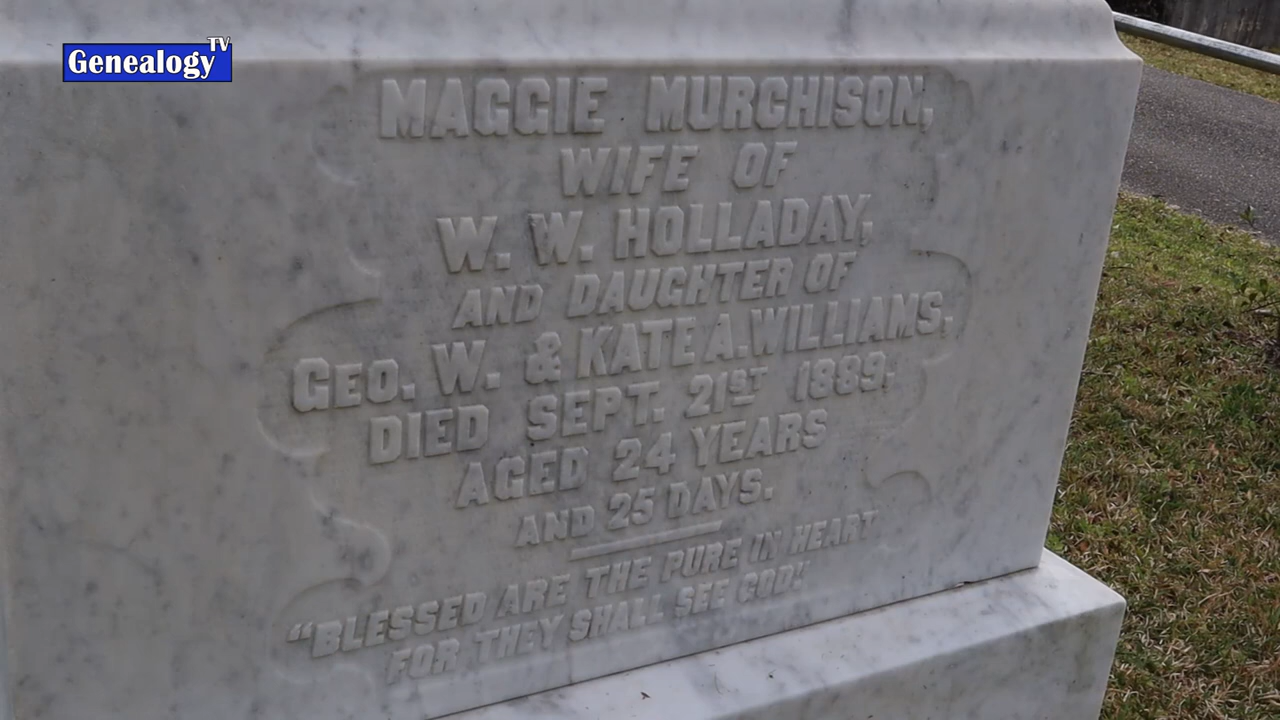 Genealogy TV
MAGGIE MURCHISON,
WIFE OF
W. W. HOLLADAY,
AND DAUGHTER OF
GEO. W. & KATE A. WILLIAMS.
DIED SEPT. 21ST 1889.
AGED 24 YEARS
AND 25 DAYS.
"BLESSED ARE THE PURE IN HEART
FOR THEY SHALL SEE GOD."